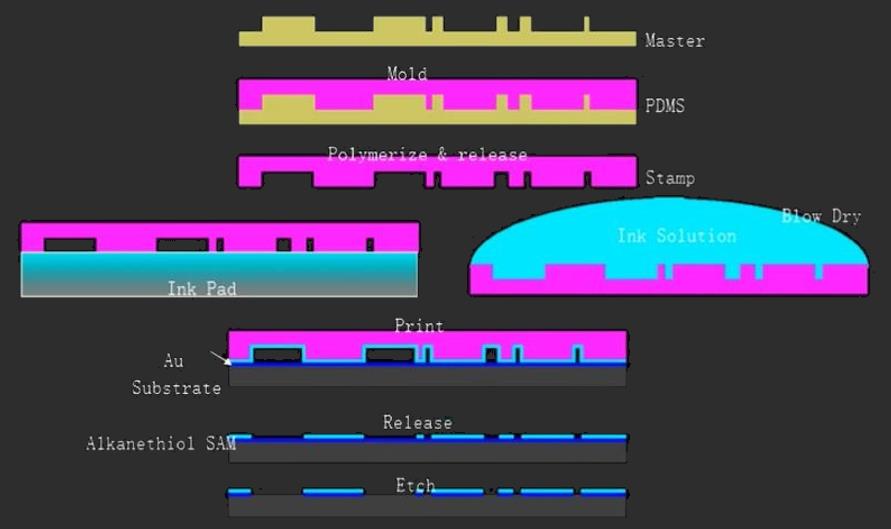 Master
Mold
PDMS
Polymerize & release
Stamp
Blow Dry
Ink Solution
Ink Pad
Print
Au
Substrate
Release
Alkanethiol SAM
Etch